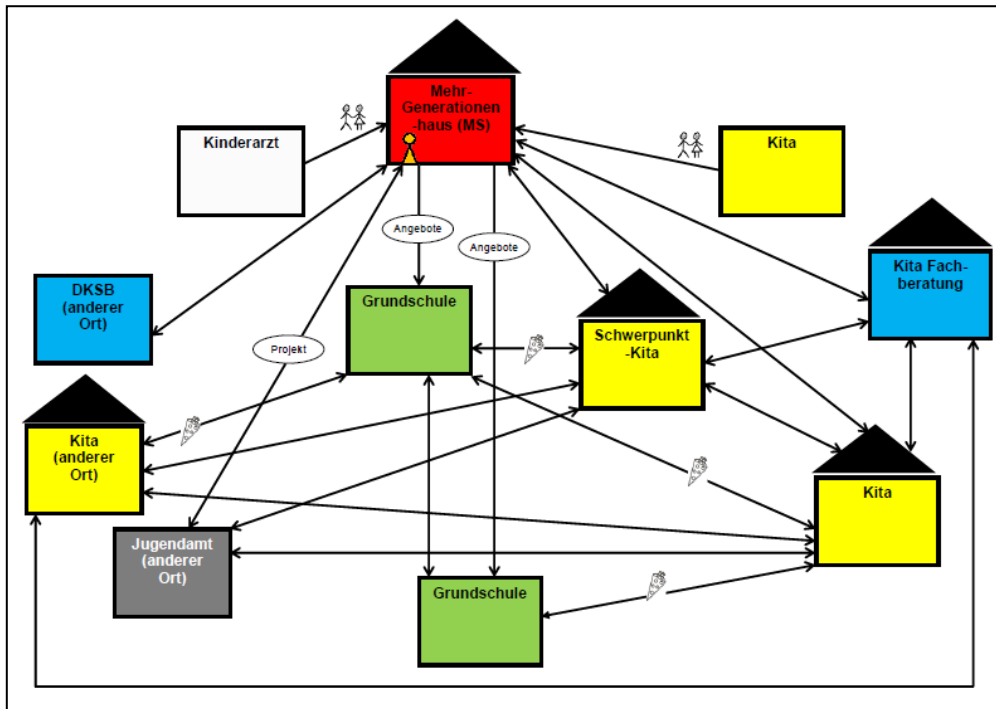 Mehr-
Generationen
-haus (MS)
Kinderarzt
Kita
Angebote
Angebote
Kita Fach-
beratung
DKSB
(anderer
Ort)
Grundschule
Schwerpunkt
-Kita
Projekt
Kita
(anderer
Ort)
Kita
Jugendamt
(anderer
Ort)
Grundschule